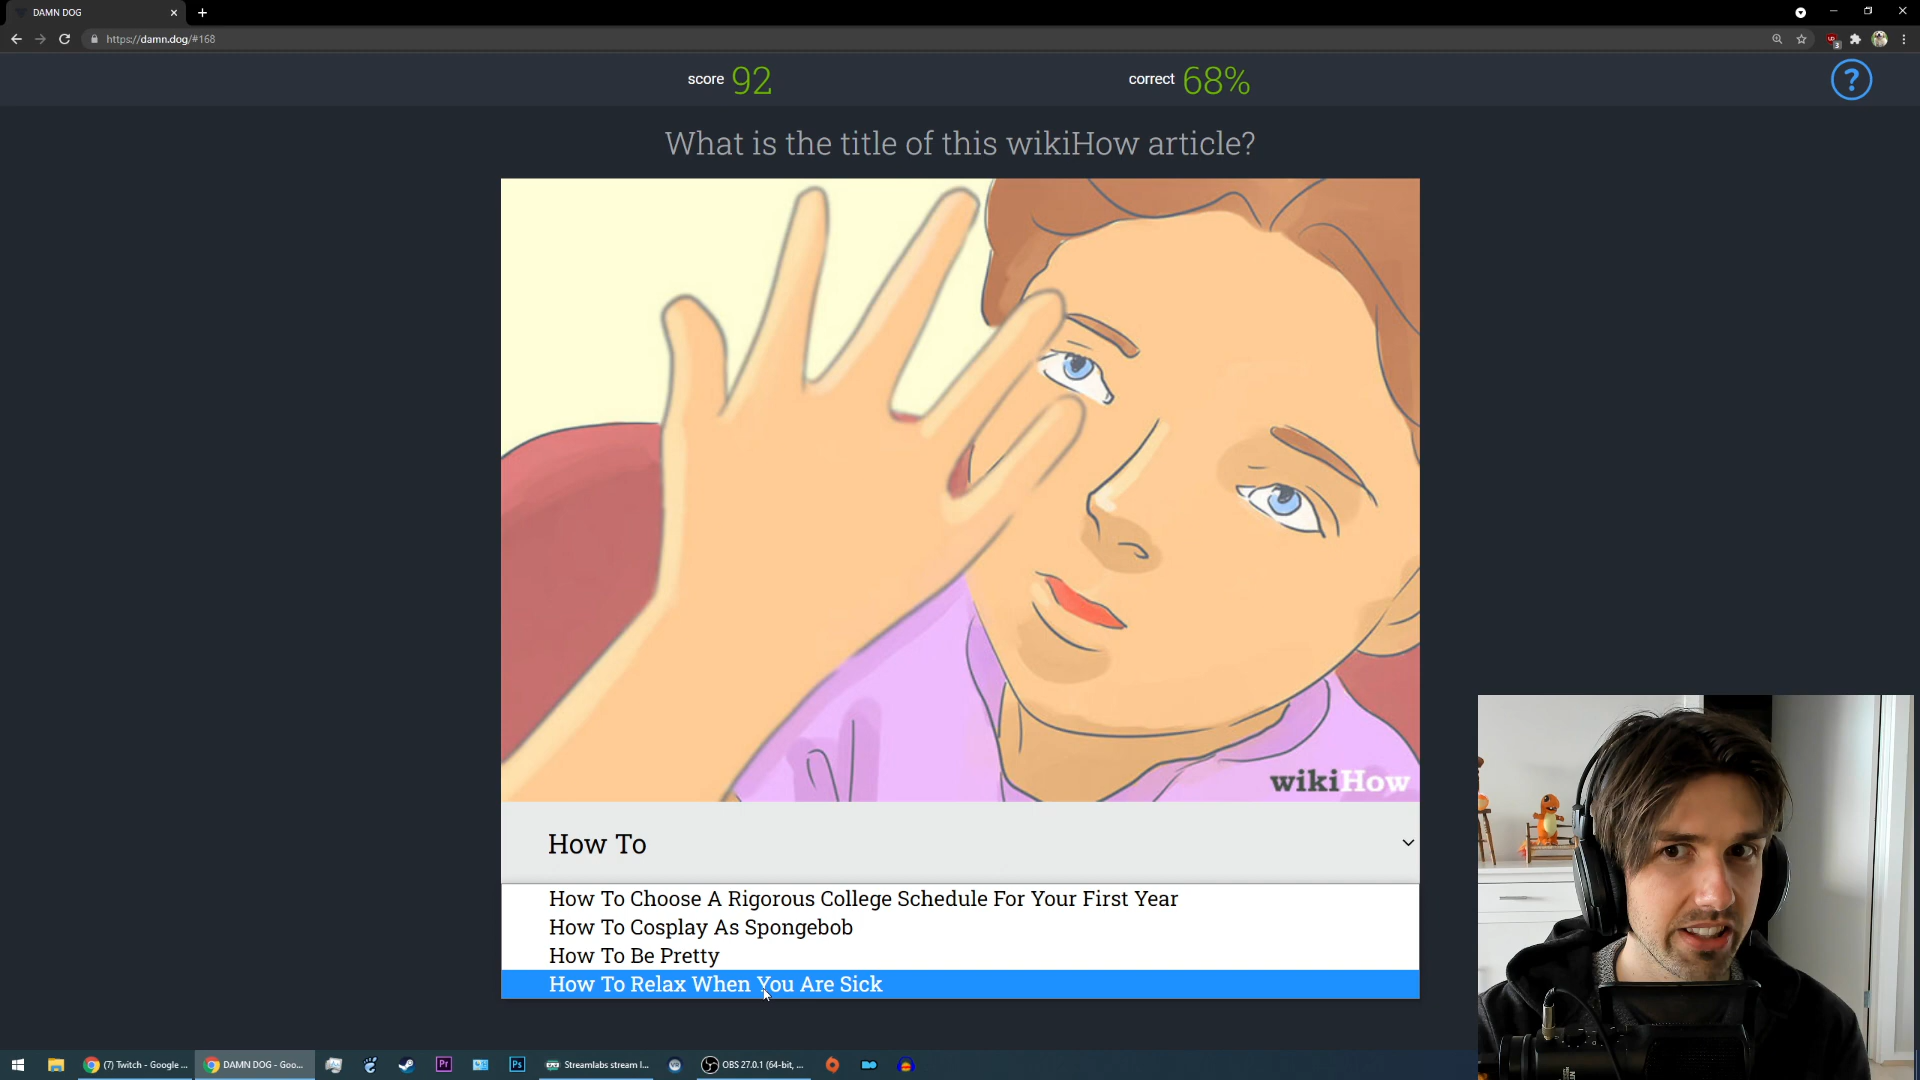 DAMN DOG
https://damn.dog/#168
score 92
correct 68%
?
What is the title of this wikiHow article?
wikiHow
How To
How To Choose A Rigorous College Schedule For Your First Year
How To Cosplay As Spongebob
How To Be Pretty
How To Relax When You Are Sick
(7) Twitch - Google ...
DAMN DOG - Goo...
Pr
Ps
Streamlabs stream l...
OBS 27.0.1 (64-bit, ...